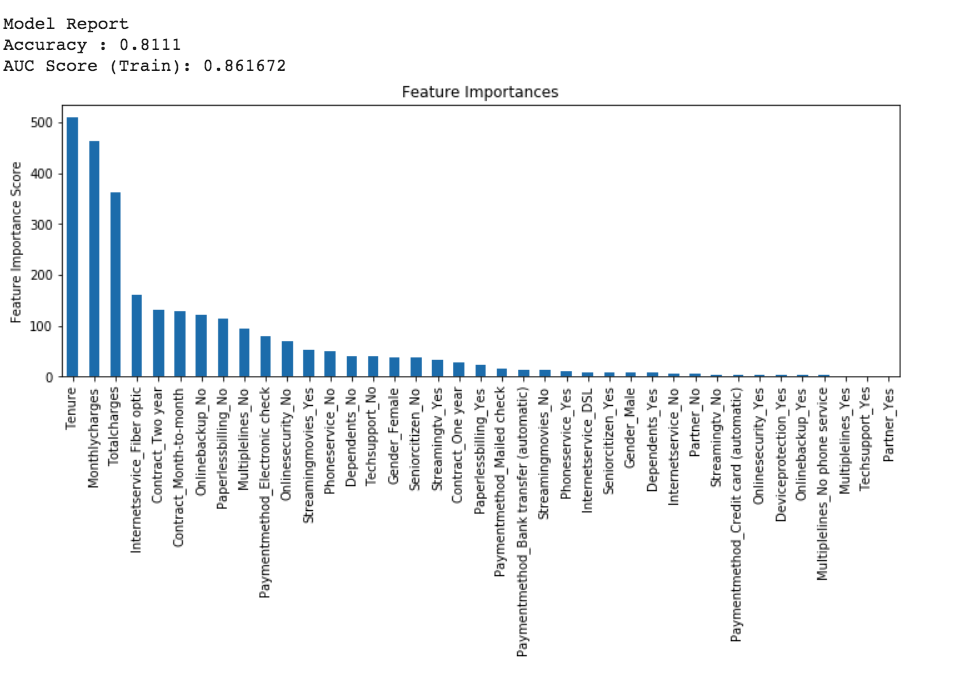 Model Report
Accuracy : 0.8111
AUC Score (Train): 0.861672
Feature Importances
Feature Importance Score
500
400
300
200
100
0
Tenure
Monthlycharges
Totalcharges
Internetservice_Fiber optic
Contract_Two year
Contract_Month-to-month
Onlinebackup_No
Paperlessbilling_No
Multiplelines_No
Paymentmethod_Electronic check
Onlinesecurity_No
Streamingmovies_Yes
Phoneservice_No
Dependents_No
Techsupport_No
Gender_Female
Seniorcitizen_No
Streamingtv_Yes
Contract_One year
Paperlessbilling_Yes
Paymentmethod_Mailed check
Paymentmethod_Bank transfer (automatic)
Streamingmovies_No
Phoneservice_Yes
Internetservice_DSL
Seniorcitizen_Yes
Gender_Male
Dependents_Yes
Internetservice_No
Partner_No
Streamingtv_No
Paymentmethod_Credit card (automatic)
Onlinesecurity_Yes
Deviceprotection_Yes
Onlinebackup_Yes
Multiplelines_No phone service
Multiplelines_Yes
Techsupport_Yes
Partner_Yes